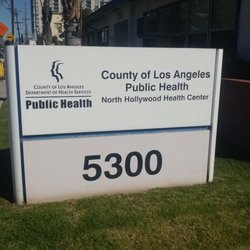 COUNTY OF LOS ANGELES
DEPARTMENT OF HEALTH SERVICES
Public Health
County of Los Angeles
Public Health
North Hollywood Health Center
5300